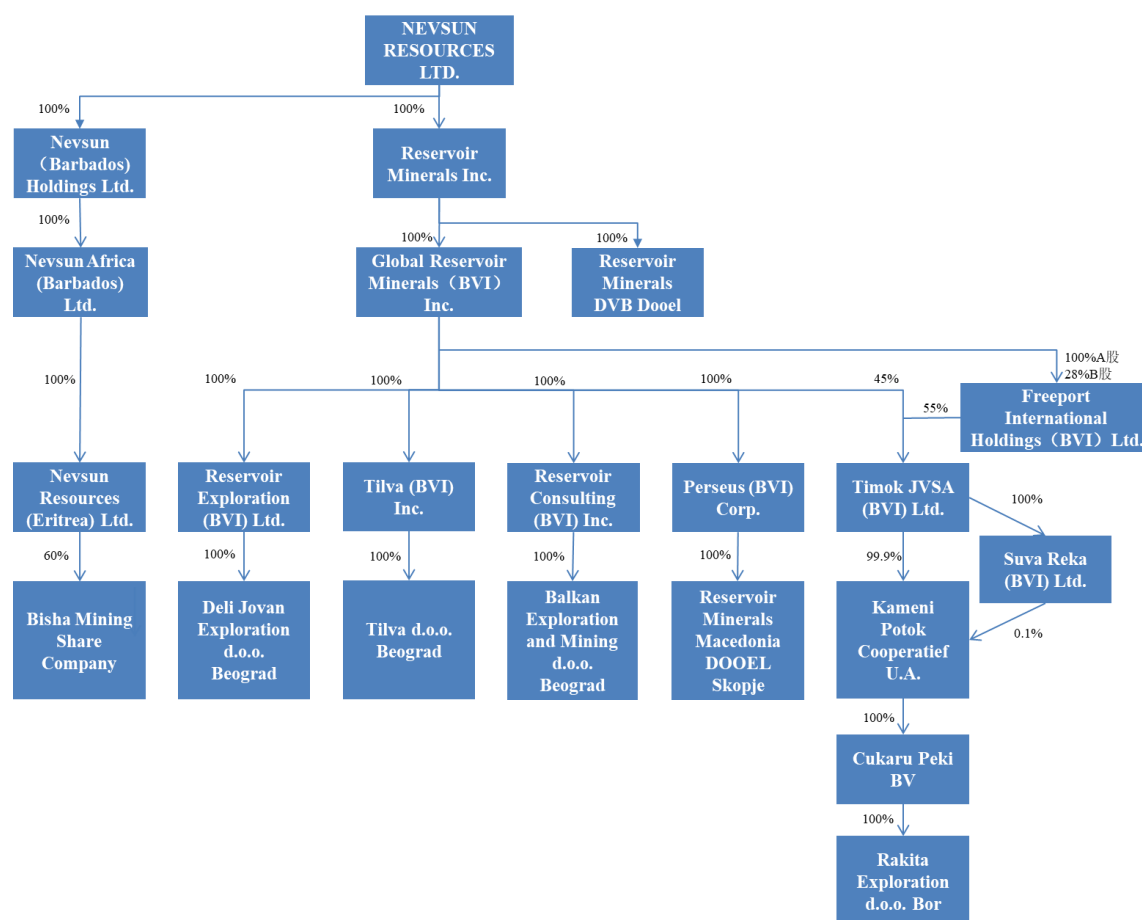 NEVSUN
RESOURCES
LTD.
100%
100%
Nevsun
（Barbados)
Holdings Ltd.
Reservoir
Minerals Inc.
100%
100%
100%
Nevsun Africa
(Barbados)
Ltd.
Global Reservoir
Minerals（BVI）
Inc.
Reservoir
Minerals
DVB Dooel
100%A股
28%B股
100%
100%
100%
100%
100%
45%
55%
Freeport
International
Holdings（BVI）Ltd.
Nevsun
Resources
(Eritrea) Ltd.
Reservoir
Exploration
(BVI) Ltd.
Tilva (BVI)
Inc.
Reservoir
Consulting
(BVI) Inc.
Perseus (BVI)
Corp.
Timok JVSA
(BVI) Ltd.
100%
60%
100%
100%
100%
100%
99.9%
Suva Reka
(BVI) Ltd.
Bisha Mining
Share
Company
Deli Jovan
Exploration
d.o.o.
Beograd
Tilva d.o.o.
Beograd
Balkan
Exploration
and Mining
d.o.o.
Beograd
Reservoir
Minerals
Macedonia
DOOEL
Skopje
Kameni
Potok
Cooperatief
U.A.
0.1%
100%
Cukaru Peki
BV
100%
Rakita
Exploration
d.o.o. Bor